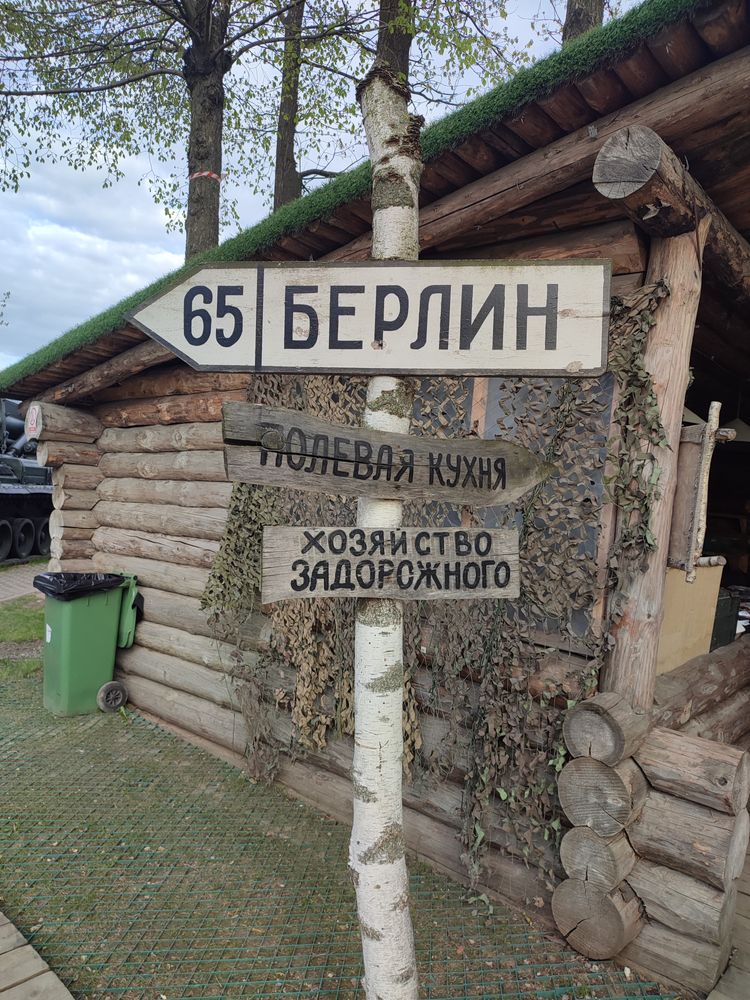 65 БЕРЛИН
ПОЛЕВАЯ КУХНЯ
ХОЗЯЙСТВО
ЗАДОРОЖНОГО